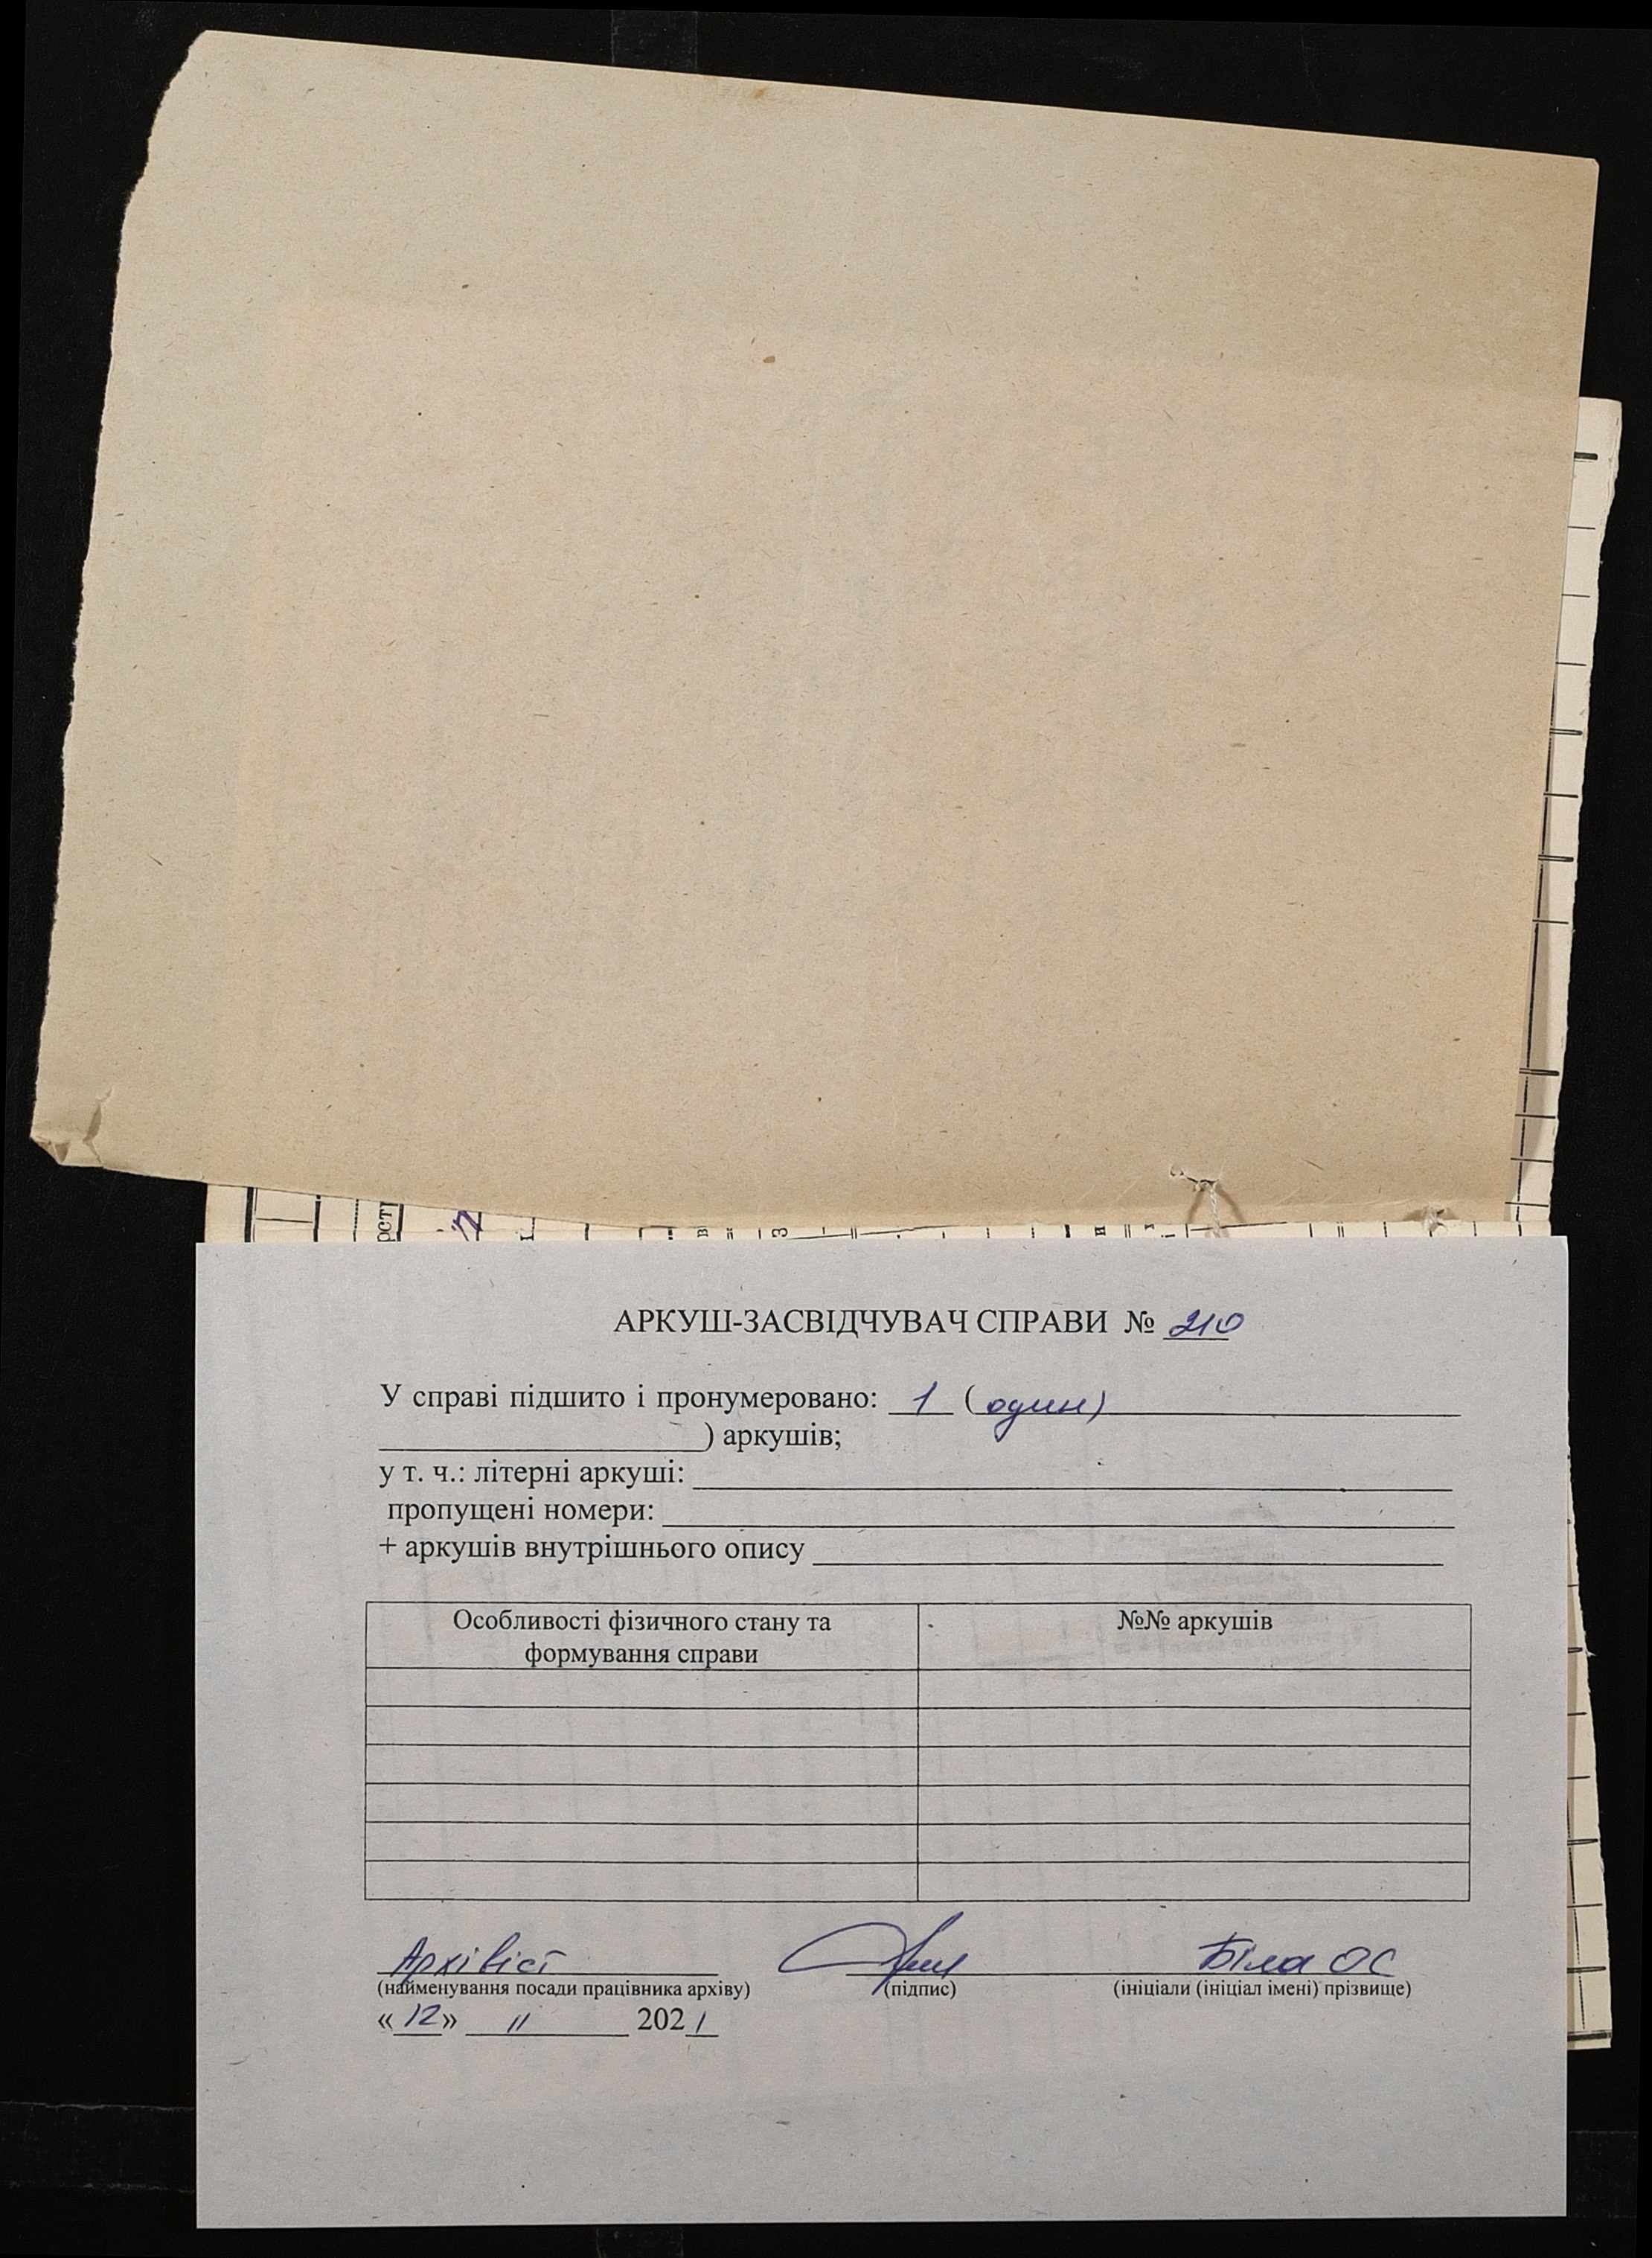 АРКУШ-ЗАСВІДЧУВАЧ СПРАВИ № 210
У справі підшито і пронумеровано: 1 (один)
) аркушів;
у т. ч.: літерні аркуші:
пропущені номери:
+ аркушів внутрішнього опису
Особливості фізичного стану та формування справи
№№ аркушів
Архівіст Біла ОС
(найменування посади працівника архіву) (підпис) (ініціали (ініціал імені) прізвище)
«12» 11 2021